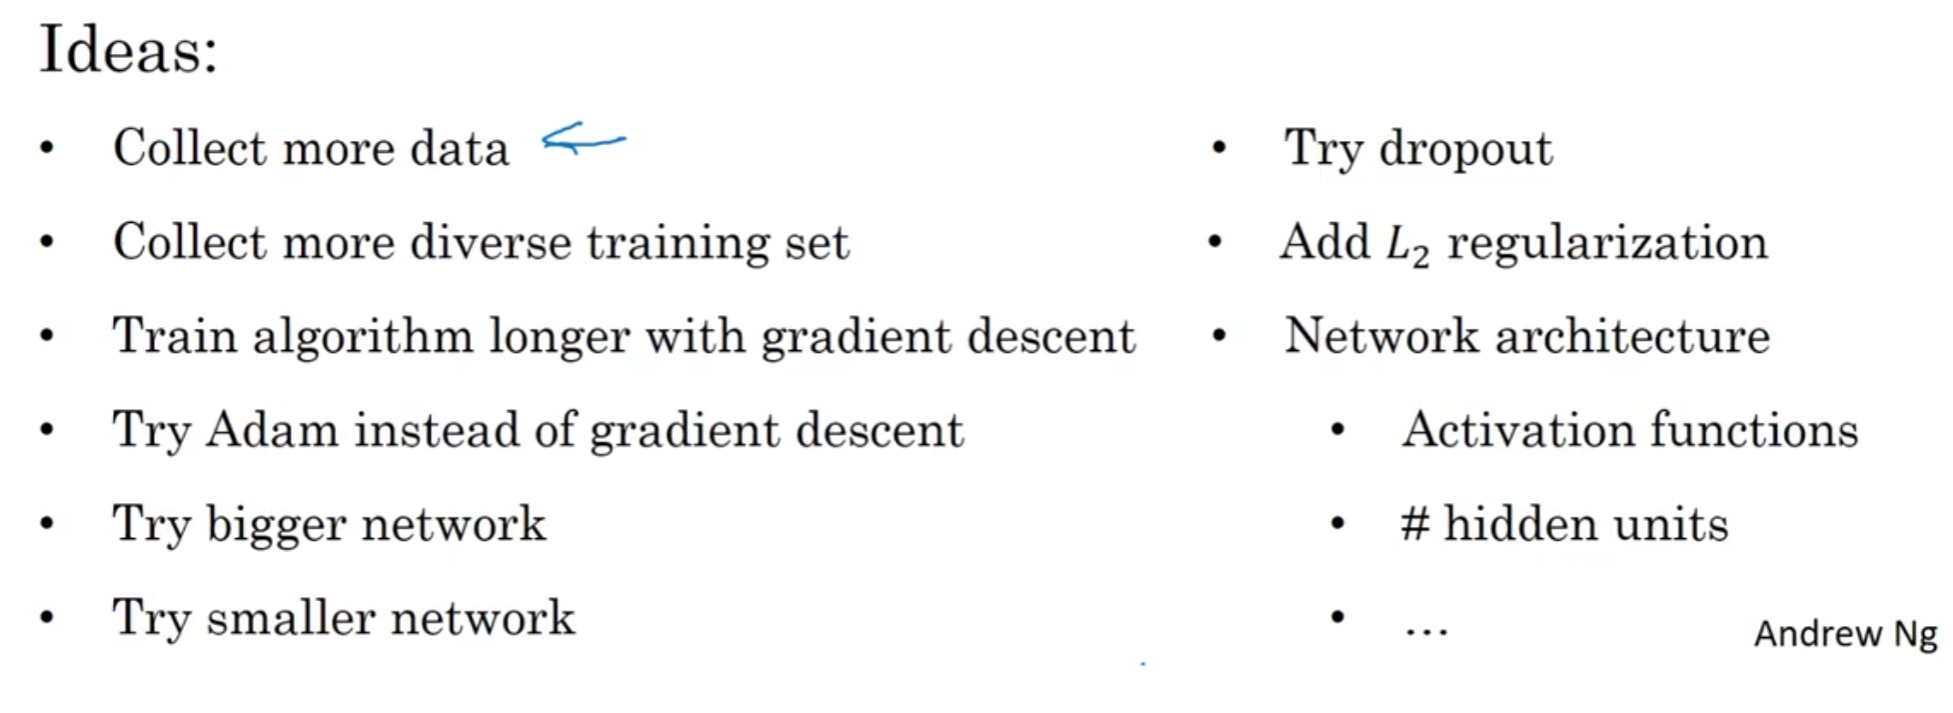 Ideas:
• Collect more data
• Collect more diverse training set
• Train algorithm longer with gradient descent
• Try Adam instead of gradient descent
• Try bigger network
• Try smaller network
• Try dropout
• Add L₂ regularization
• Network architecture
• Activation functions
• # hidden units
• ...
Andrew Ng